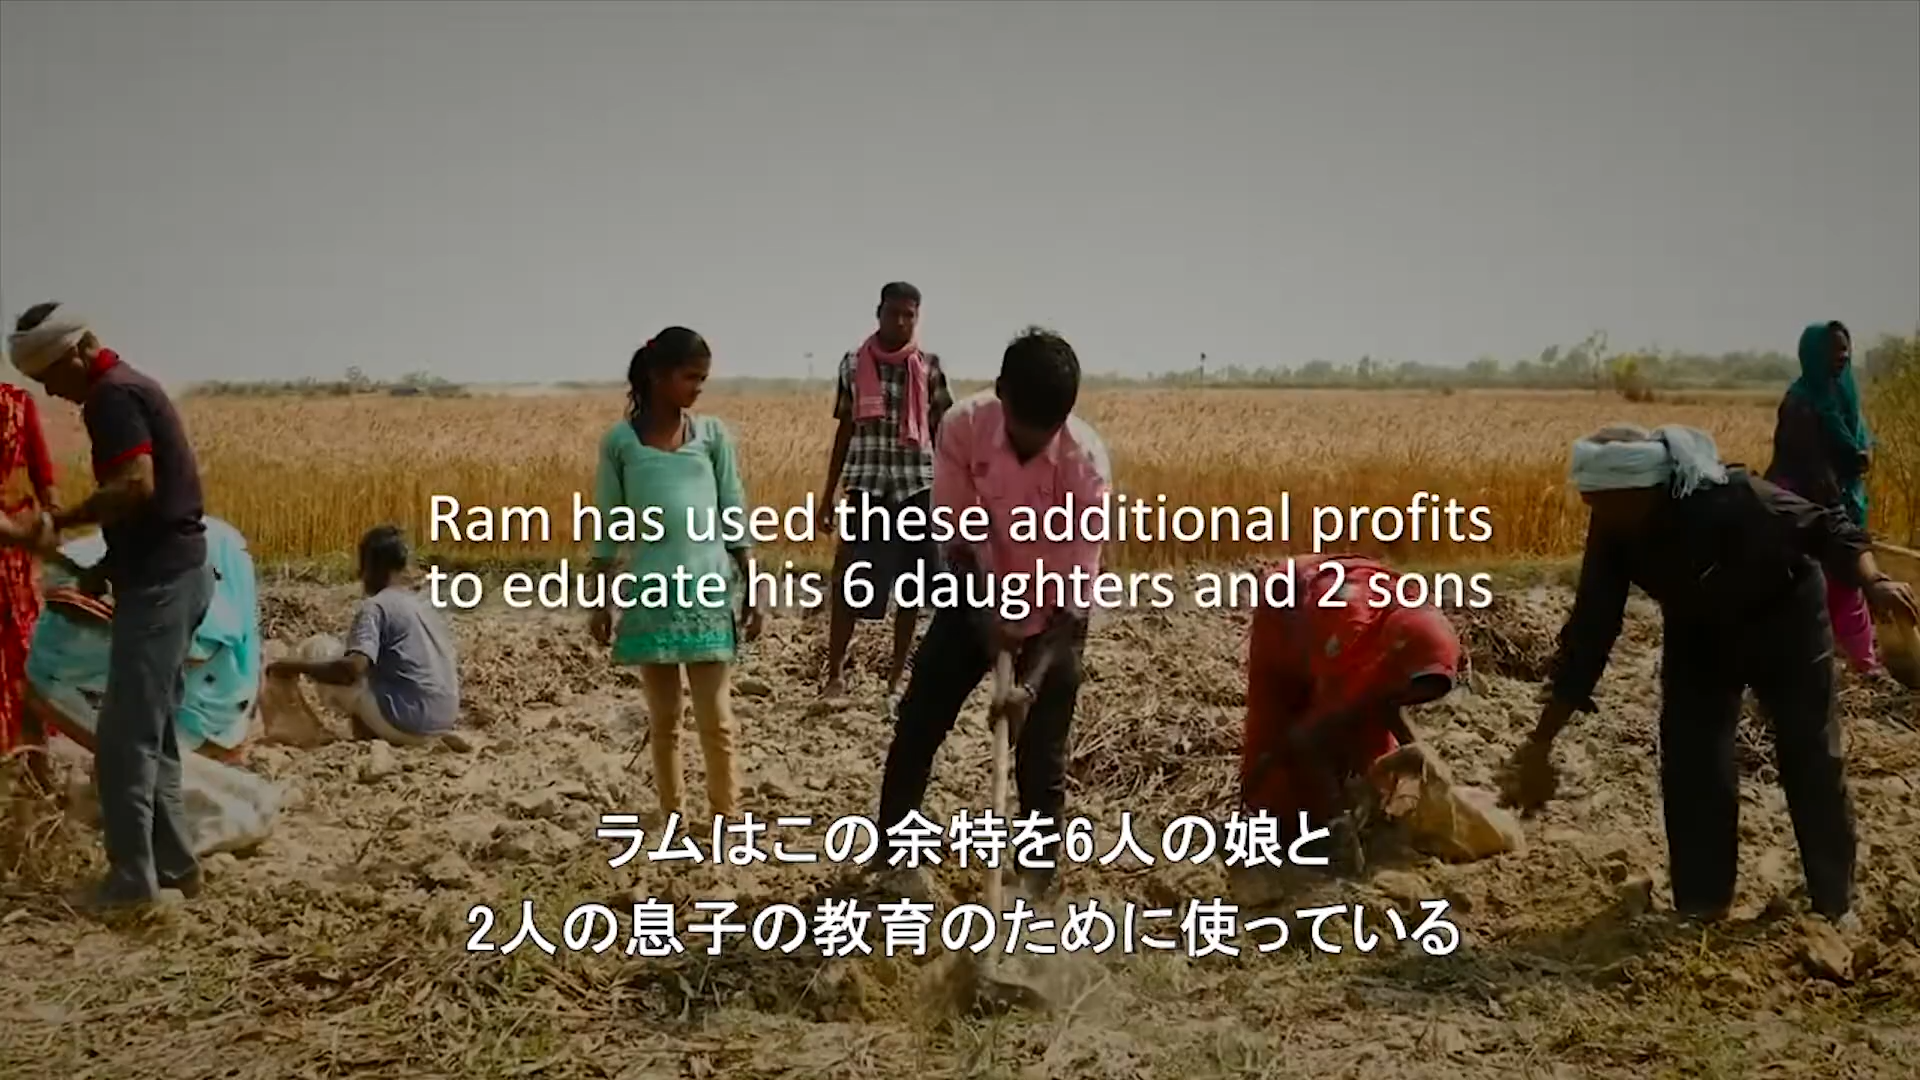 Ram has used these additional profits
to educate his 6 daughters and 2 sons
ラムはこの余特を6人の娘と
2人の息子の教育のために使っている